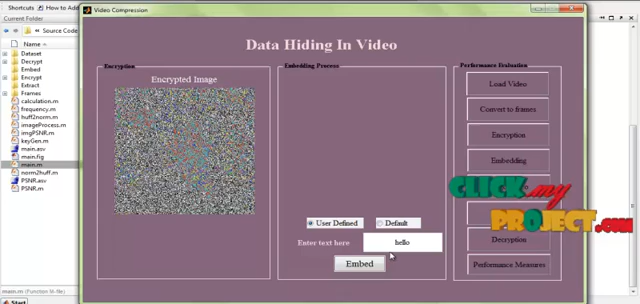 Shortcuts
How to Add
Current Folder
Source Code
Name
Dataset
Decrypt
Embed
Encrypt
Extract
Frames
calculation.m
frequency.m
huff2norm.m
imageProcess.m
imgPSNR.m
keyGen.m
main.asv
main.fig
main.m
norm2huff.m
PSNR.asv
PSNR.m
main.m (Function M-file)
Start
Video Compression
Data Hiding In Video
Encryption
Encrypted Image
Embedding Process
User Defined
Default
Enter text here
hello
Embed
Performance Evaluation
Load Video
Convert to frames
Encryption
Embedding
Decryption
Performance Measures
CLICK my
PROJECT.com